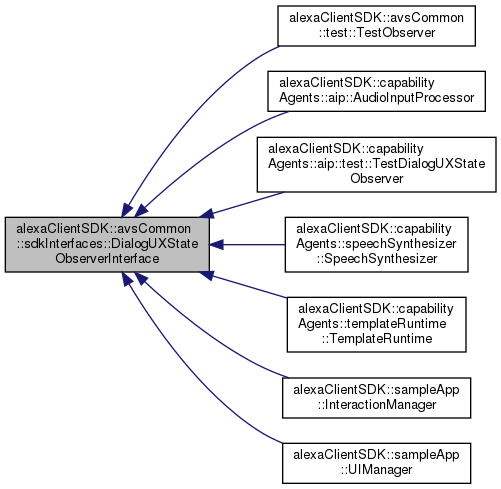 alexaClientSDK::avsCommon
::test::TestObserver
alexaClientSDK::capability
Agents::aip::AudioInputProcessor
alexaClientSDK::capability
Agents::aip::test::TestDialogUXState
Observer
alexaClientSDK::avsCommon
::sdkInterfaces::DialogUXState
ObserverInterface
alexaClientSDK::capability
Agents::speechSynthesizer
::SpeechSynthesizer
alexaClientSDK::capability
Agents::templateRuntime
::TemplateRuntime
alexaClientSDK::sampleApp
::InteractionManager
alexaClientSDK::sampleApp
::UIManager